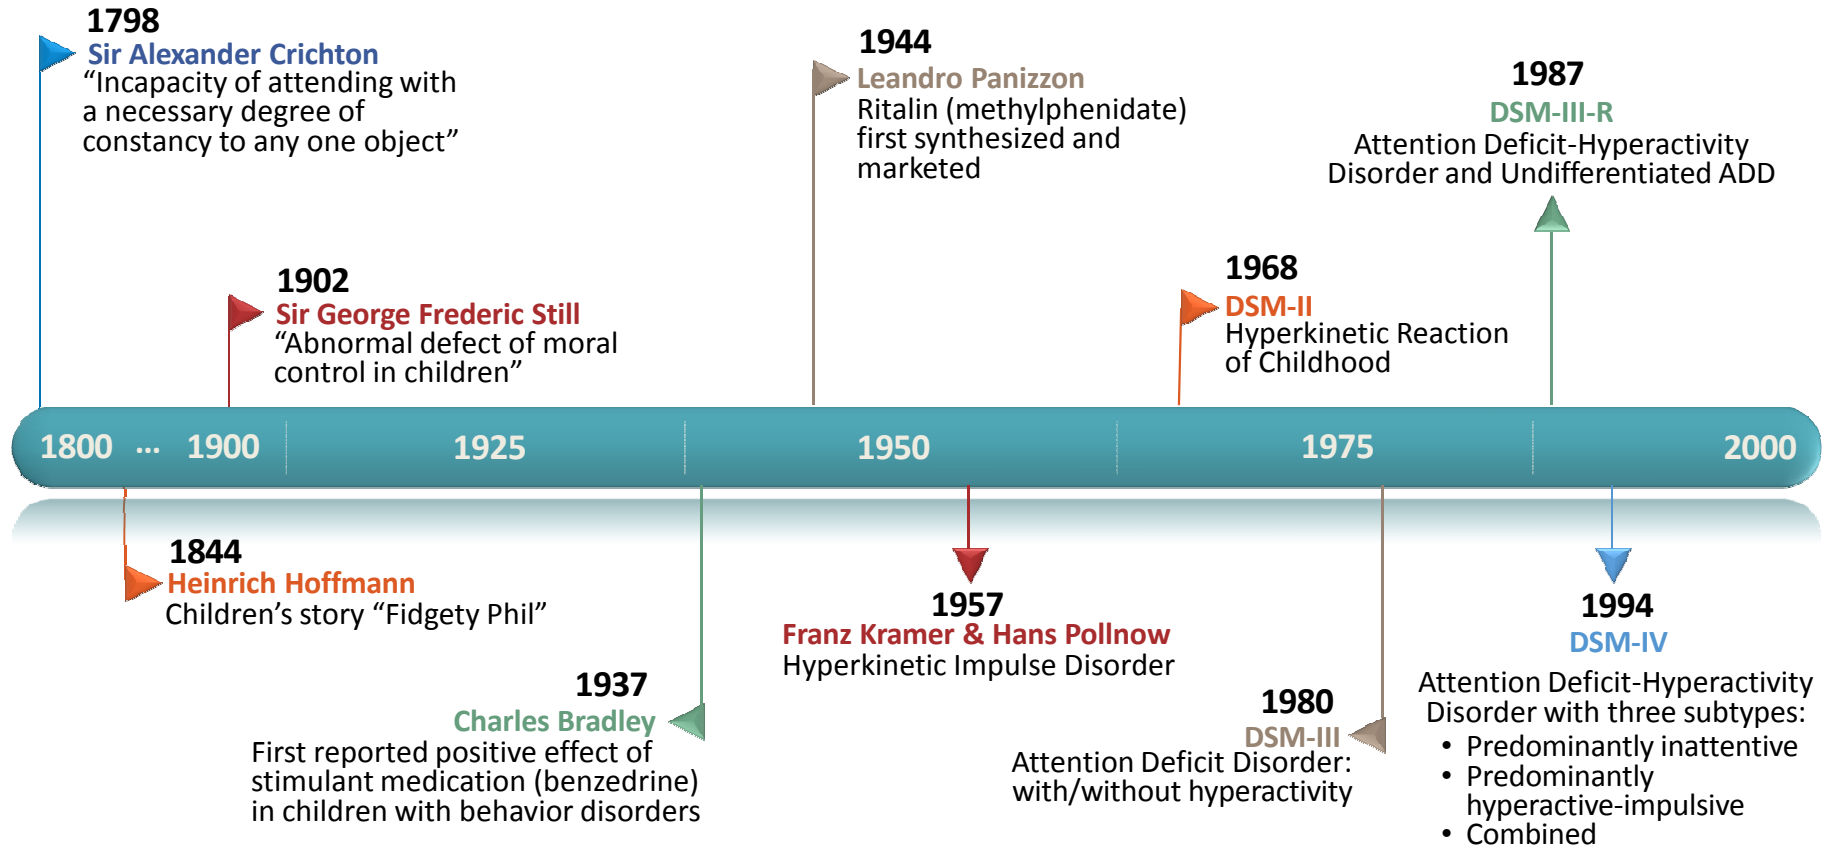 1798
Sir Alexander Crichton
“Incapacity of attending with
a necessary degree of
constancy to any one object”
1902
Sir George Frederic Still
“Abnormal defect of moral
control in children”
1944
Leandro Panizzon
Ritalin (methylphenidate)
first synthesized and
marketed
1968
DSM-II
Hyperkinetic Reaction
of Childhood
1987
DSM-III-R
Attention Deficit-Hyperactivity
Disorder and Undifferentiated ADD
1800 ... 1900 1925 1950 1975 2000
1844
Heinrich Hoffmann
Children’s story “Fidgety Phil”
1937
Charles Bradley
First reported positive effect of
stimulant medication (benzedrine)
in children with behavior disorders
1957
Franz Kramer & Hans Pollnow
Hyperkinetic Impulse Disorder
1980
DSM-III
Attention Deficit Disorder:
with/without hyperactivity
1994
DSM-IV
Attention Deficit-Hyperactivity
Disorder with three subtypes:
• Predominantly inattentive
• Predominantly
hyperactive-impulsive
• Combined